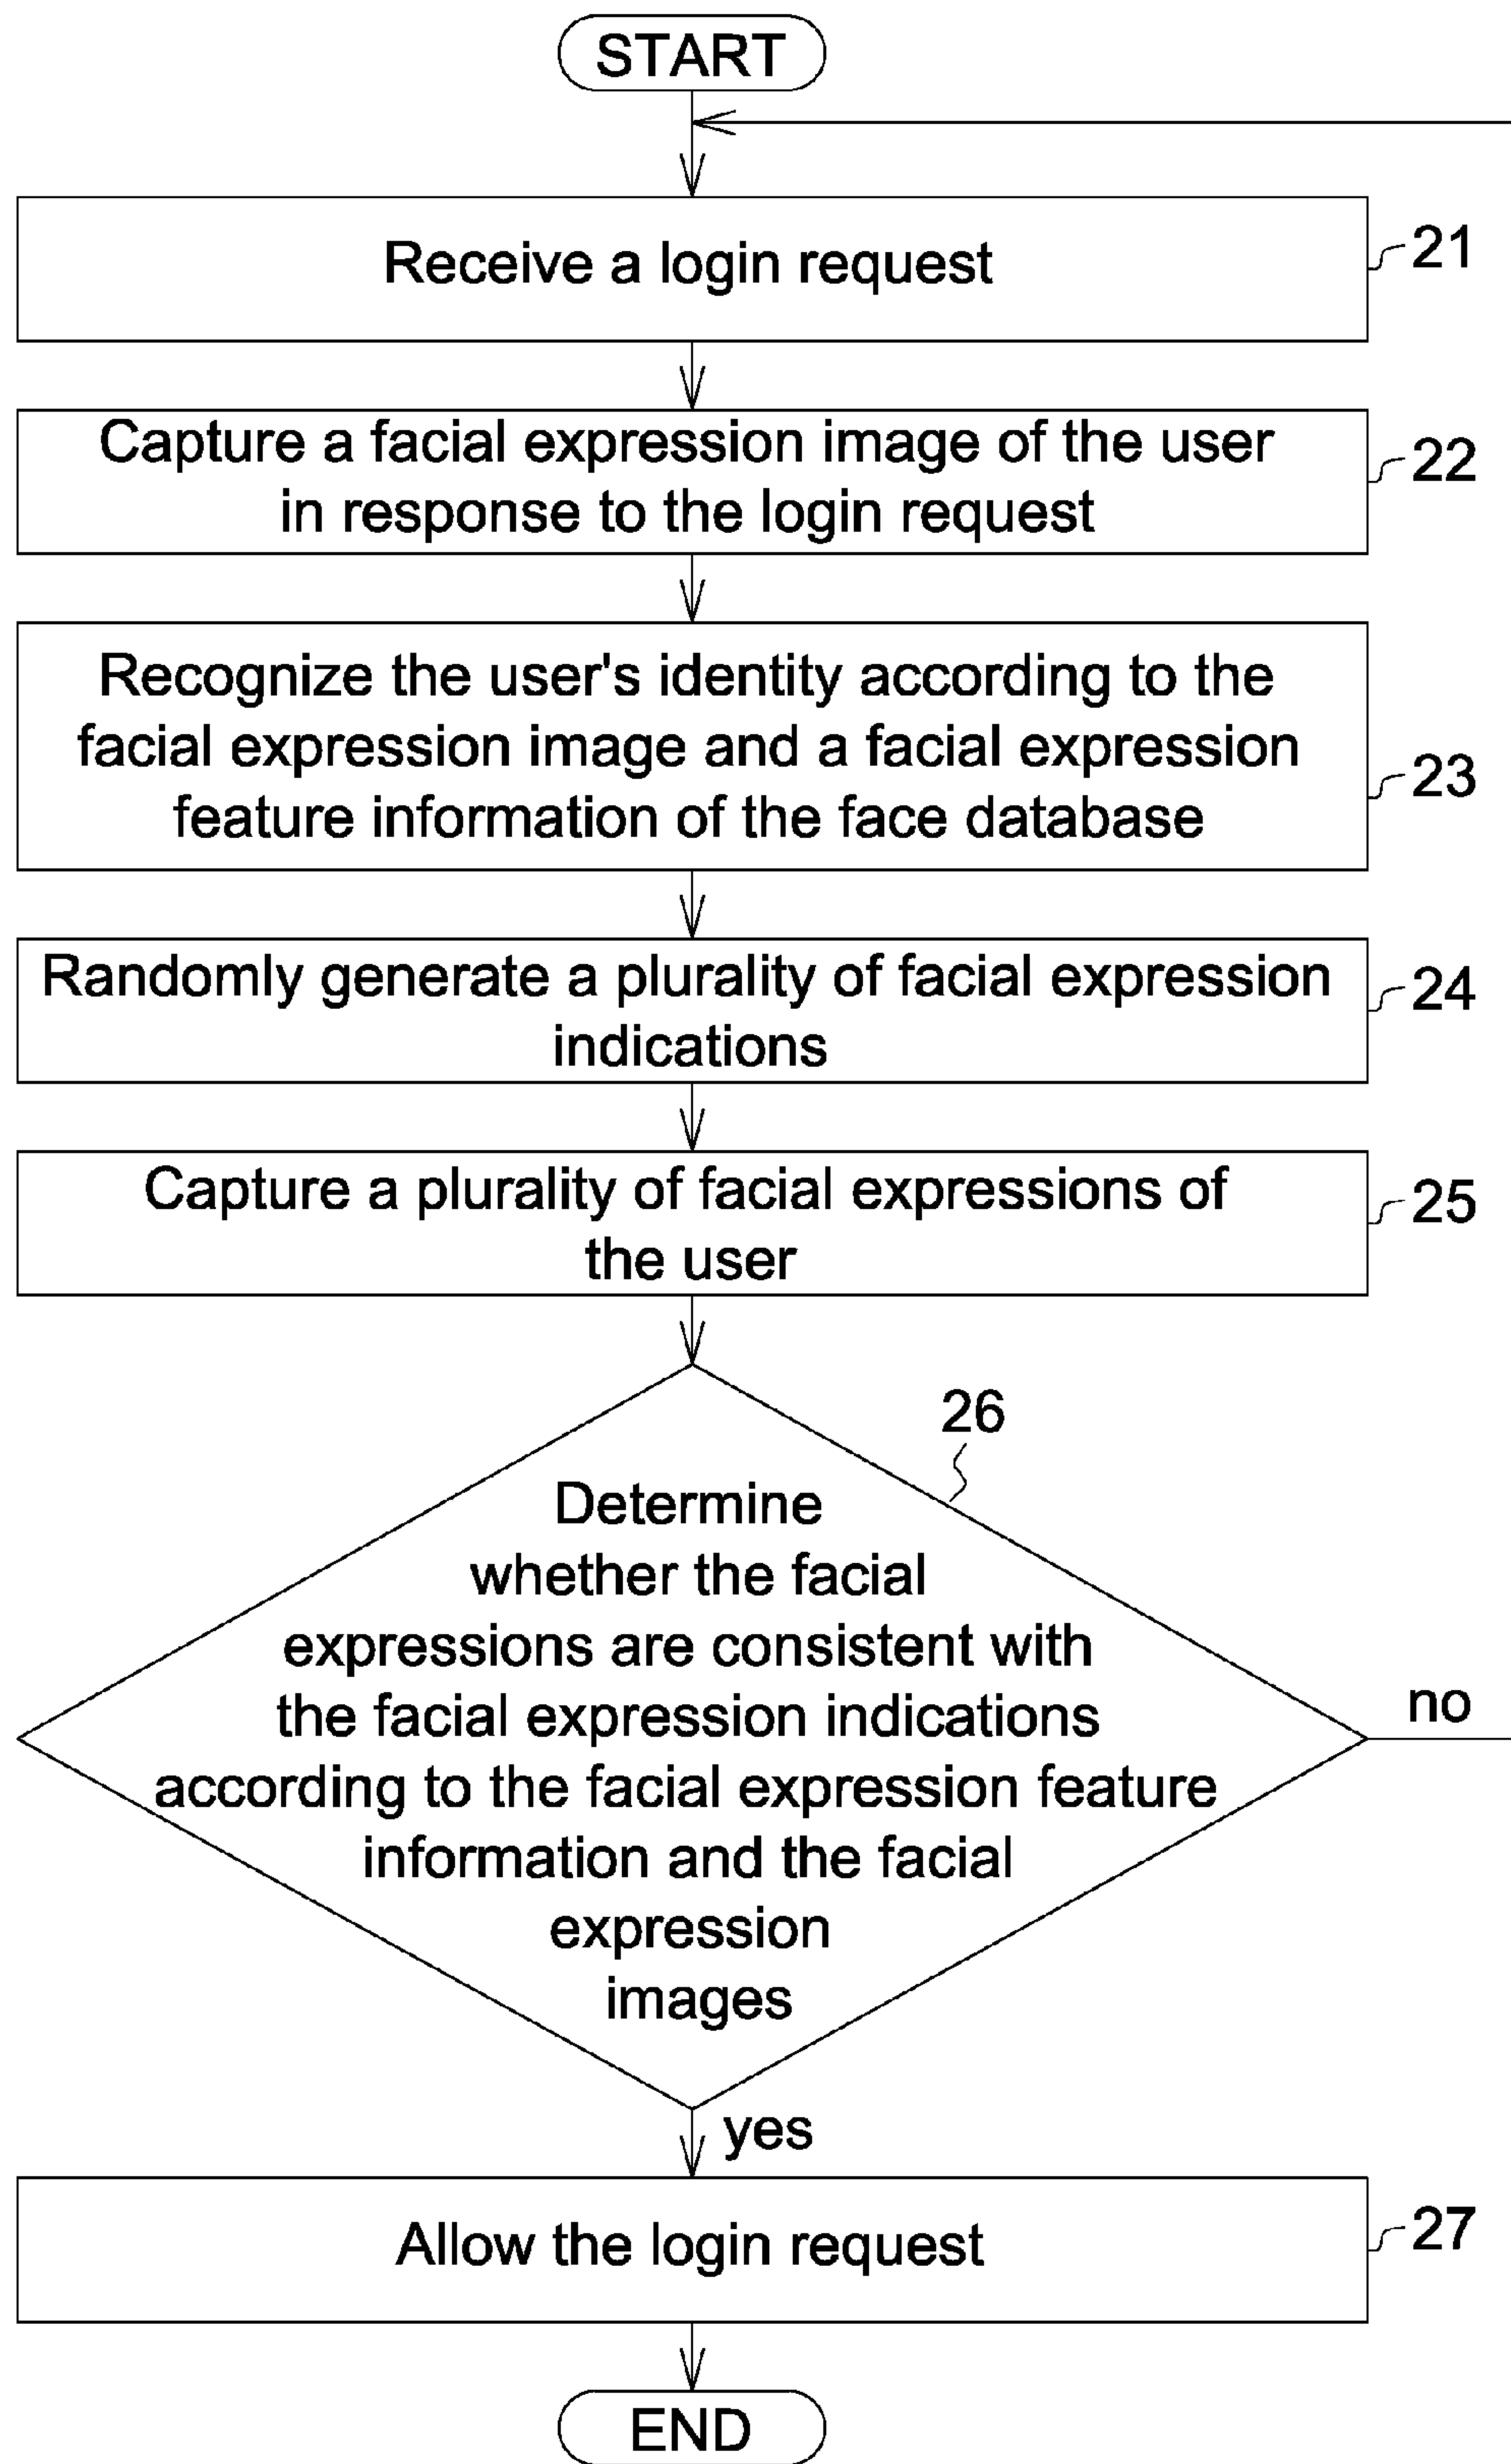 START
Receive a login request
21
Capture a facial expression image of the user
in response to the login request
22
Recognize the user's identity according to the
facial expression image and a facial expression
feature information of the face database
23
Randomly generate a plurality of facial expression
indications
24
Capture a plurality of facial expressions of
the user
25
26
Determine
whether the facial
expressions are consistent with
the facial expression indications
according to the facial expression feature
information and the facial
expression
images
no
yes
Allow the login request
27
END